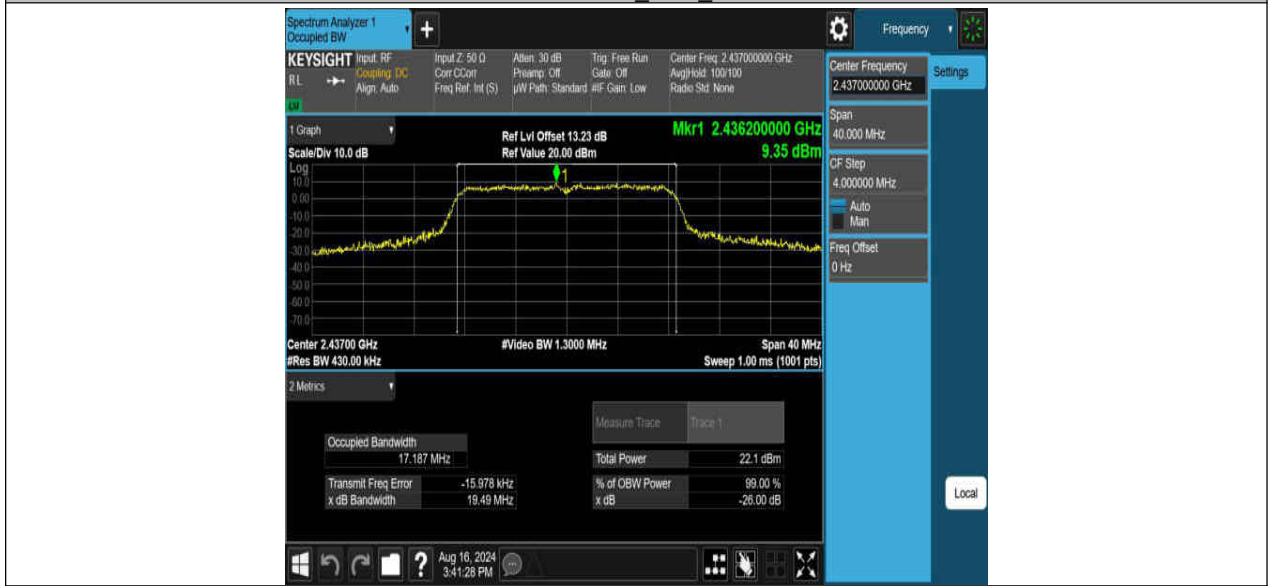 Spectrum Analyzer 1
Occupied BW
+
Frequency
KEYSIGHT
RL
Input: RF
Coupling: DC
Align: Auto
Input Z: 50 Ω
Corr CCorr
Freq Ref: Int (S)
Atten: 30 dB
Preamp: Off
µW Path: Standard
Trig: Free Run
Gate: Off
#IF Gain: Low
Center Freq: 2.437000000 GHz
Avg|Hold: 100/100
Radio Std: None
1 Graph
Scale/Div 10.0 dB
Ref Lvl Offset 13.23 dB
Ref Value 20.00 dBm
Mkr1 2.436200000 GHz
9.35 dBm
Log
10.0
0.00
-10.0
-20.0
-30.0
-40.0
-50.0
-60.0
-70.0
1
Center 2.43700 GHz
#Res BW 430.00 kHz
#Video BW 1.3000 MHz
Span 40 MHz
Sweep 1.00 ms (1001 pts)
2 Metrics
Measure Trace
Trace 1
Occupied Bandwidth
17.187 MHz
Total Power
22.1 dBm
Transmit Freq Error
-15.978 kHz
% of OBW Power
99.00 %
x dB Bandwidth
19.49 MHz
x dB
-26.00 dB
Center Frequency
2.437000000 GHz
Settings
Span
40.000 MHz
CF Step
4.000000 MHz
Auto
Man
Freq Offset
0 Hz
Local
?
Aug 16, 2024
3:41:28 PM